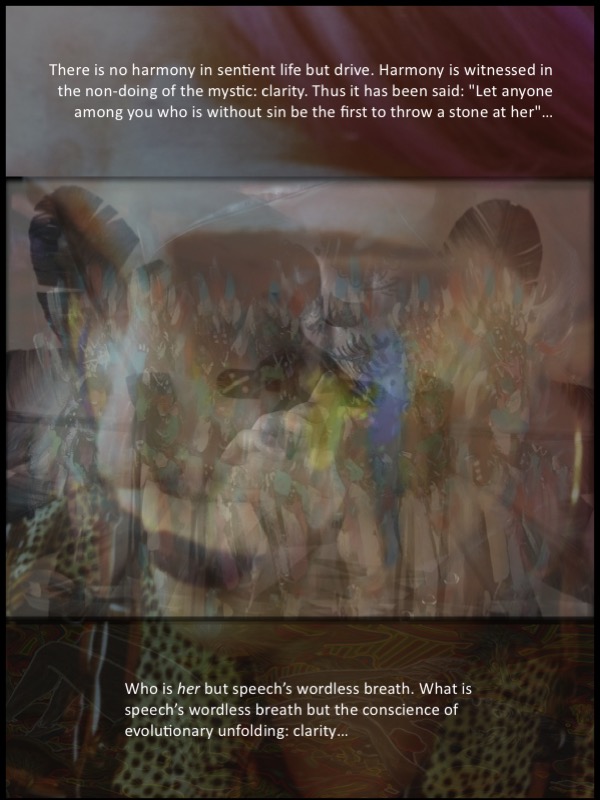 There is no harmony in sentient life but drive. Harmony is witnessed in
the non-doing of the mystic: clarity. Thus it has been said: "Let anyone
among you who is without sin be the first to throw a stone at her"...
Who is her but speech’s wordless breath. What is
speech’s wordless breath but the conscience of
evolutionary unfolding: clarity...